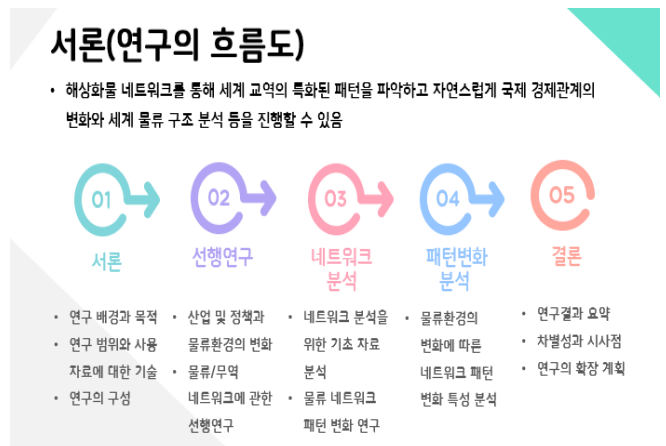 서론(연구의 흐름도)
• 해상화물 네트워크를 통해 세계 교역의 특화된 패턴을 파악하고 자연스럽게 국제 경제관계의
변화와 세계 물류 구조 분석 등을 진행할 수 있음
01
서론
• 연구 배경과 목적
• 연구 범위와 사용
자료에 대한 기술
• 연구의 구성
02
선행연구
• 산업 및 정책과
물류환경의 변화
• 물류/무역
네트워크에 관한
선행연구
03
네트워크
분석
• 네트워크 분석을
위한 기초 자료
분석
• 물류 네트워크
패턴 변화 연구
04
패턴변화
분석
• 물류환경의
변화에 따른
네트워크 패턴
변화 특성 분석
05
결론
• 연구결과 요약
• 차별성과 시사점
• 연구의 확장 계획